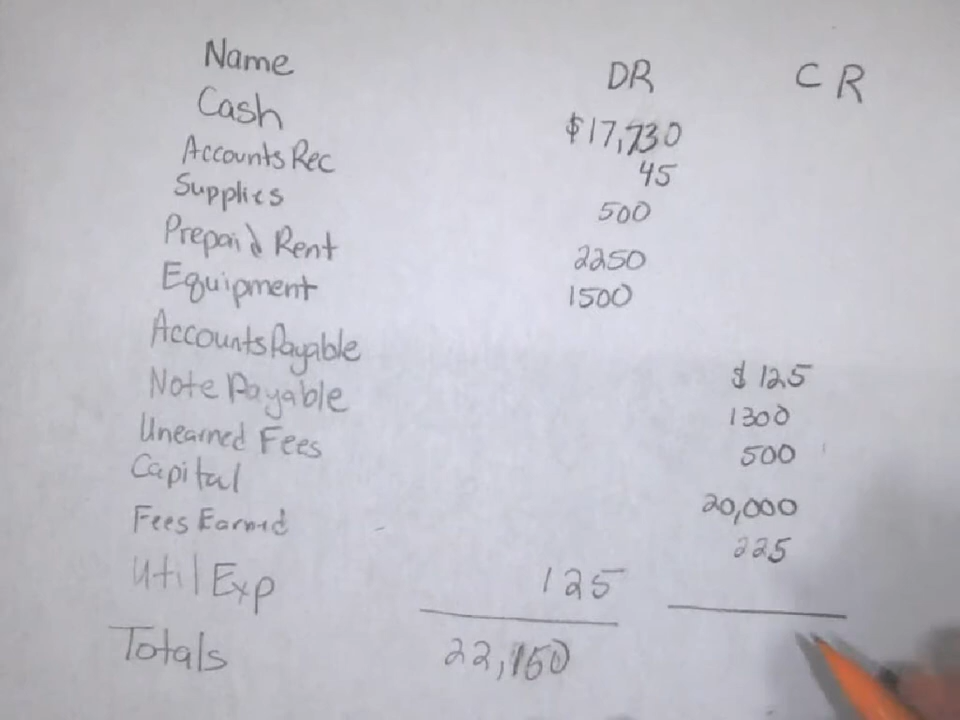 Name DR CR
Cash $17,730
Accounts Rec 45
Supplies 500
Prepaid Rent 2250
Equipment 1500
Accounts Payable $125
Note Payable 1300
Unearned Fees 500
Capital 20,000
Fees Earned 225
Util Exp 125
Totals 22,150